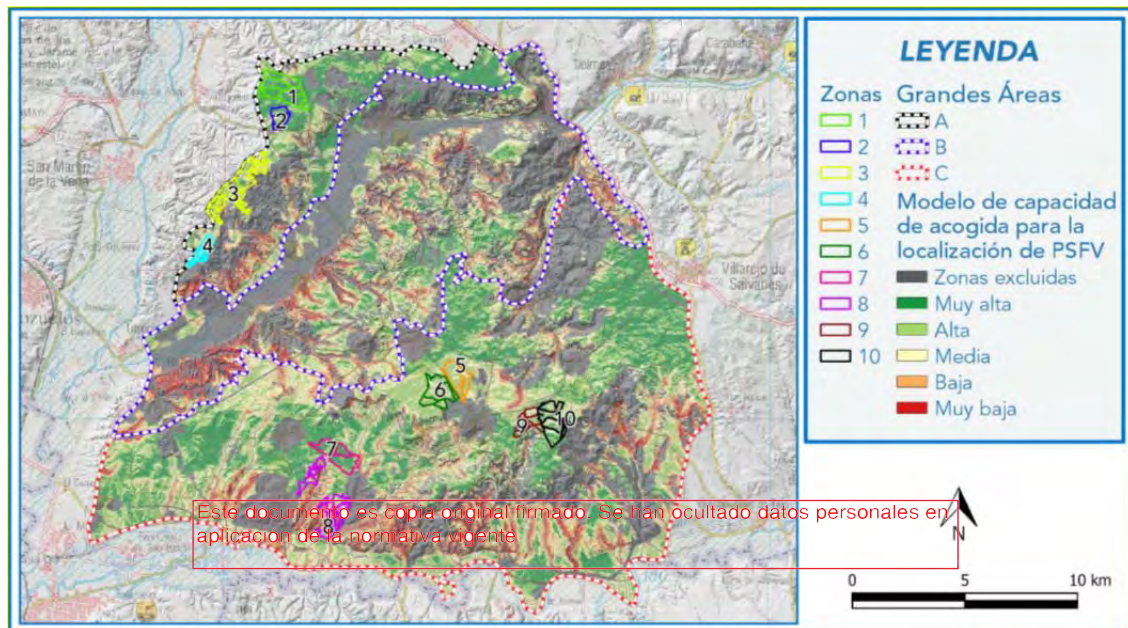 San Martín
de la Vega
Villarejo de
Salvanés
1
2
3
4
5
6
7
8
9
10
LEYENDA
Zonas
1
2
3
4
5
6
7
8
9
10
Grandes Áreas
A
B
C
Modelo de capacidad
de acogida para la
localización de PSFV
Zonas excluidas
Muy alta
Alta
Media
Baja
Muy baja
Este documento es copia original firmado. Se han ocultado datos personales en
aplicación de la normativa vigente
N
0 5 10 km